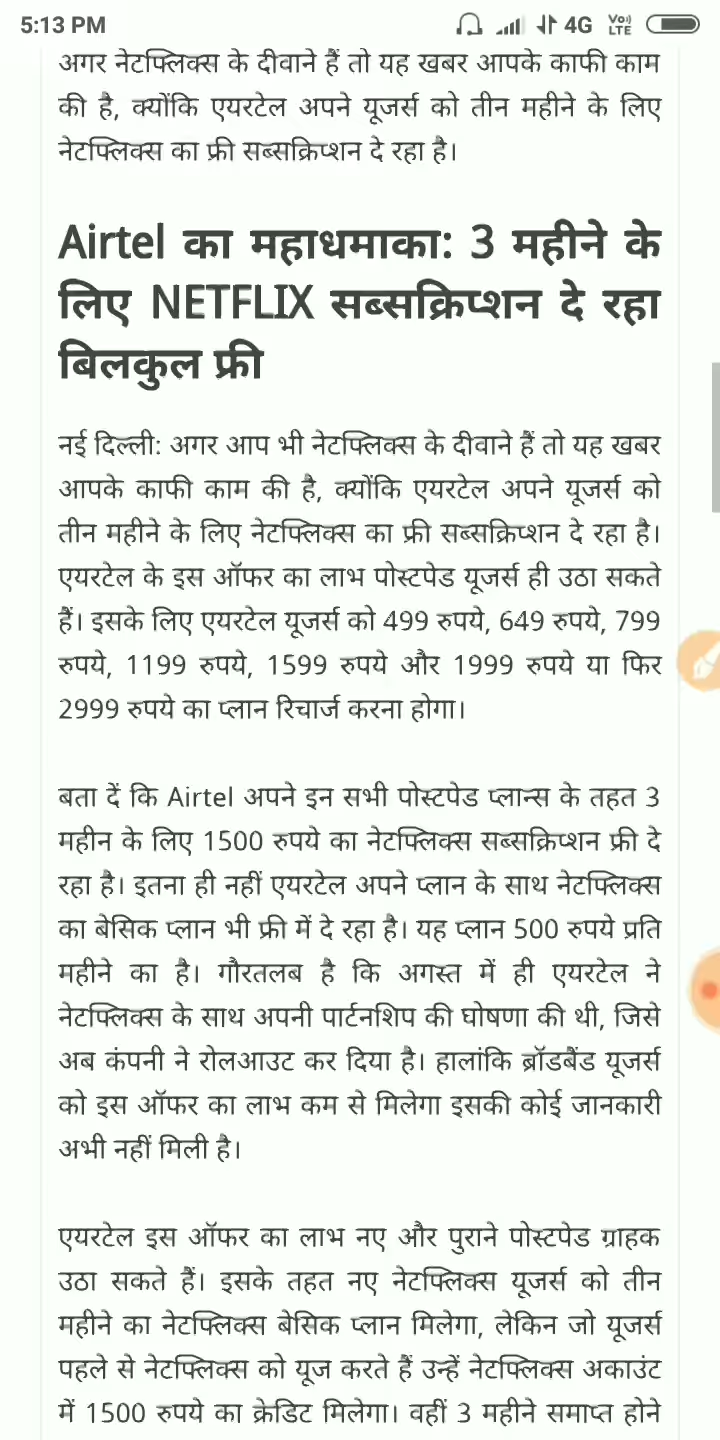 5:13 PM 4G Vo) LTE
अगर नेटफ्लिक्स के दीवाने हैं तो यह खबर आपके काफी काम
की है, क्योंकि एयरटेल अपने यूजर्स को तीन महीने के लिए
नेटफ्लिक्स का फ्री सब्सक्रिप्शन दे रहा है।
Airtel का महाधमाका: 3 महीने के
लिए NETFLIX सब्सक्रिप्शन दे रहा
बिलकुल फ्री
नई दिल्ली: अगर आप भी नेटफ्लिक्स के दीवाने हैं तो यह खबर
आपके काफी काम की है, क्योंकि एयरटेल अपने यूजर्स को
तीन महीने के लिए नेटफ्लिक्स का फ्री सब्सक्रिप्शन दे रहा है।
एयरटेल के इस ऑफर का लाभ पोस्टपेड यूजर्स ही उठा सकते
हैं। इसके लिए एयरटेल यूजर्स को 499 रुपये, 649 रुपये, 799
रुपये, 1199 रुपये, 1599 रुपये और 1999 रुपये या फिर
2999 रुपये का प्लान रिचार्ज करना होगा।
बता दें कि Airtel अपने इन सभी पोस्टपेड प्लान्स के तहत 3
महीन के लिए 1500 रुपये का नेटफ्लिक्स सब्सक्रिप्शन फ्री दे
रहा है। इतना ही नहीं एयरटेल अपने प्लान के साथ नेटफ्लिक्स
का बेसिक प्लान भी फ्री में दे रहा है। यह प्लान 500 रुपये प्रति
महीने का है। गौरतलब है कि अगस्त में ही एयरटेल ने
नेटफ्लिक्स के साथ अपनी पार्टनशिप की घोषणा की थी, जिसे
अब कंपनी ने रोलआउट कर दिया है। हालांकि ब्रॉडबैंड यूजर्स
को इस ऑफर का लाभ कम से मिलेगा इसकी कोई जानकारी
अभी नहीं मिली है।
एयरटेल इस ऑफर का लाभ नए और पुराने पोस्टपेड ग्राहक
उठा सकते हैं। इसके तहत नए नेटफ्लिक्स यूजर्स को तीन
महीने का नेटफ्लिक्स बेसिक प्लान मिलेगा, लेकिन जो यूजर्स
पहले से नेटफ्लिक्स को यूज करते हैं उन्हें नेटफ्लिक्स अकाउंट
में 1500 रुपये का क्रेडिट मिलेगा। वहीं 3 महीने समाप्त होने